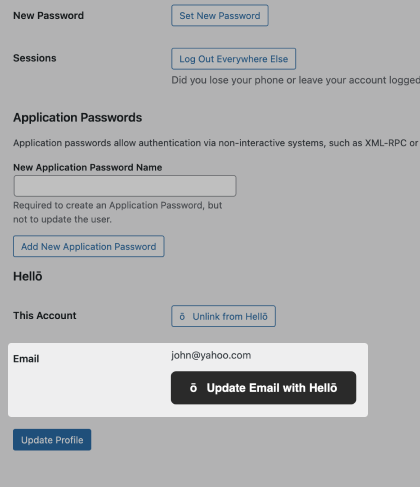 New Password
Set New Password
Sessions
Log Out Everywhere Else
Did you lose your phone or leave your account logged
Application Passwords
Application passwords allow authentication via non-interactive systems, such as XML-RPC or
New Application Password Name
Required to create an Application Password, but
not to update the user.
Add New Application Password
Hellō
This Account
ō Unlink from Hellō
Email
john@yahoo.com
ō Update Email with Hellō
Update Profile